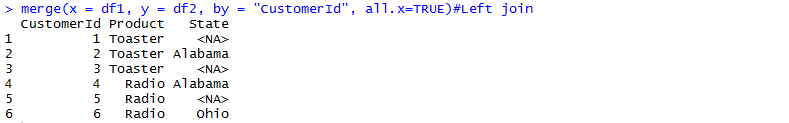 > merge(x = df1, y = df2, by = "CustomerId", all.x=TRUE)#Left join
  CustomerId Product   State
1          1 Toaster    <NA>
2          2 Toaster Alabama
3          3 Toaster    <NA>
4          4   Radio Alabama
5          5   Radio    <NA>
6          6   Radio    Ohio